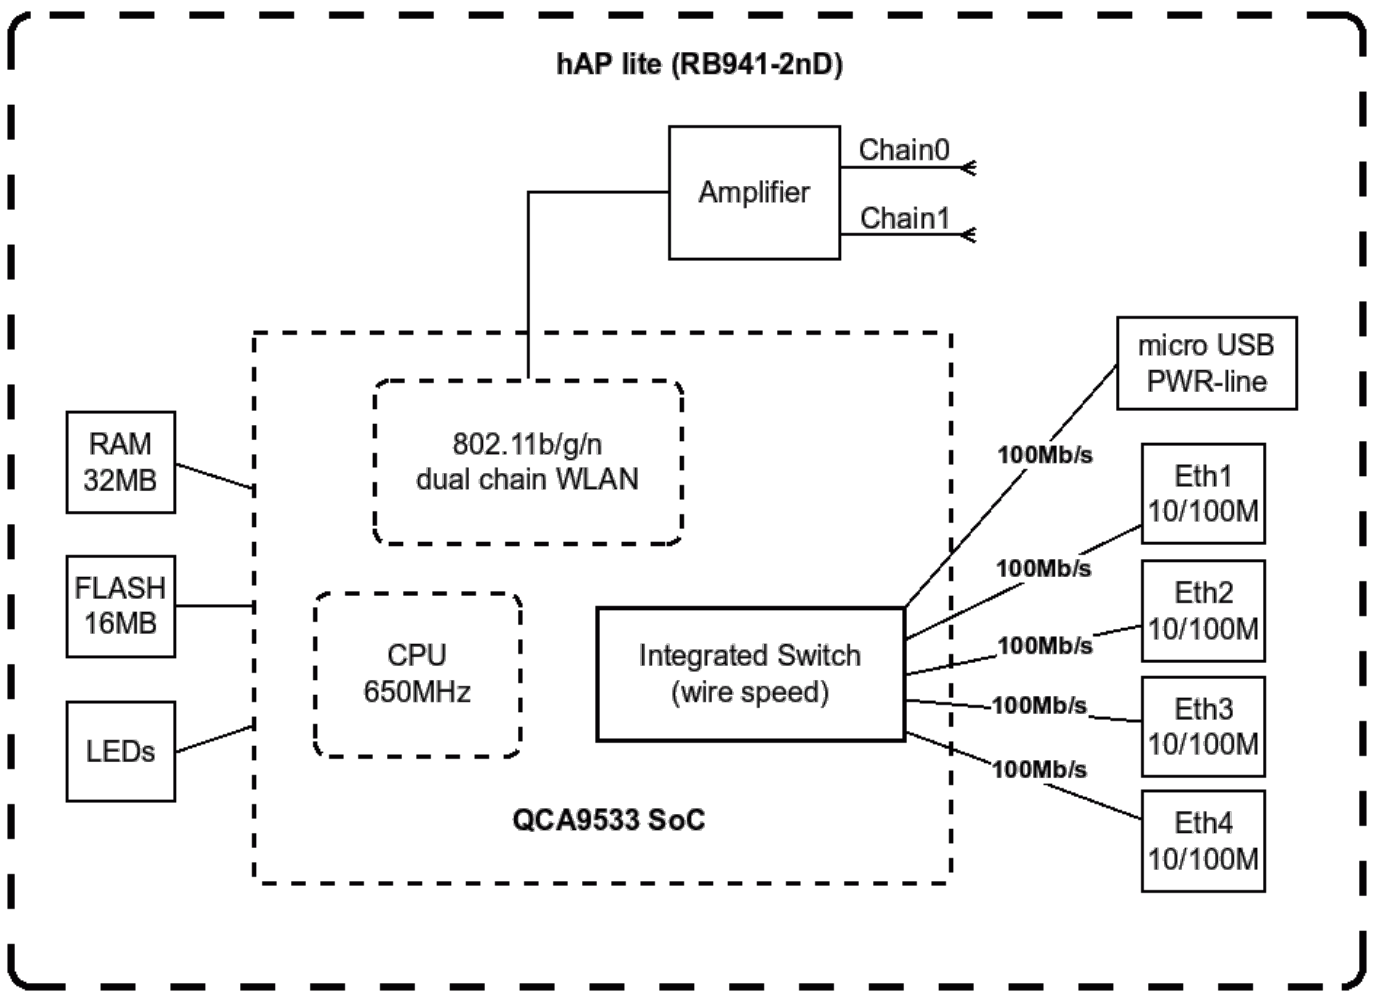 hAP lite (RB941-2nD)
Amplifier
Chain0
Chain1
802.11b/g/n
dual chain WLAN
RAM
32MB
FLASH
16MB
LEDs
CPU
650MHz
Integrated Switch
(wire speed)
QCA9533 SoC
micro USB
PWR-line
100Mb/s
Eth1
10/100M
100Mb/s
Eth2
10/100M
100Mb/s
Eth3
10/100M
100Mb/s
Eth4
10/100M
100Mb/s